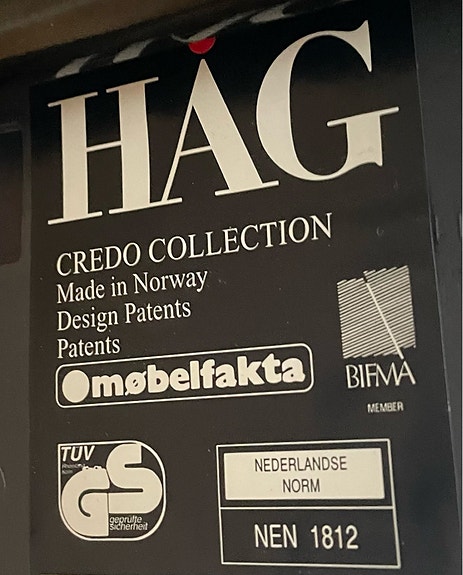 HÅG
CREDO COLLECTION
Made in Norway
Design Patents
Patents
møbelfakta
BIFMA
MEMBER
TÜV
GS
geprüfte
Sicherheit
NEDERLANDSE
NORM
NEN 1812